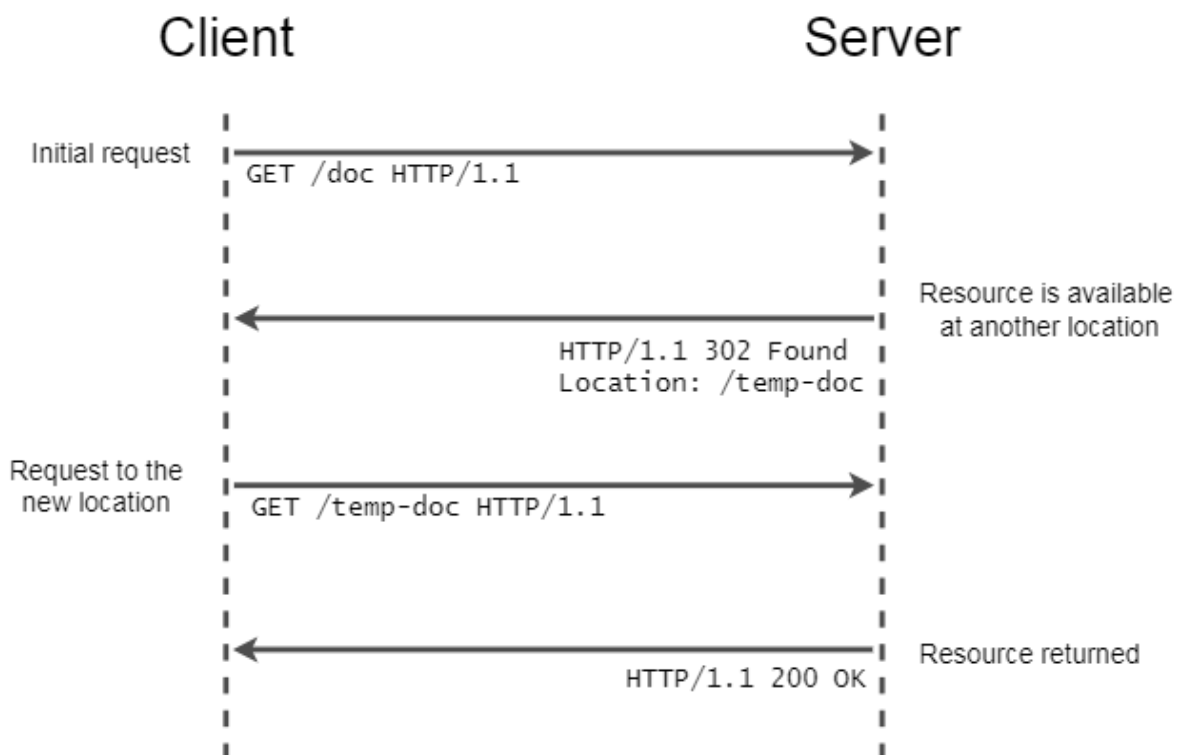 Client
Server
Initial request
GET /doc HTTP/1.1
Resource is available
at another location
HTTP/1.1 302 Found
Location: /temp-doc
Request to the
new location
GET /temp-doc HTTP/1.1
Resource returned
HTTP/1.1 200 OK